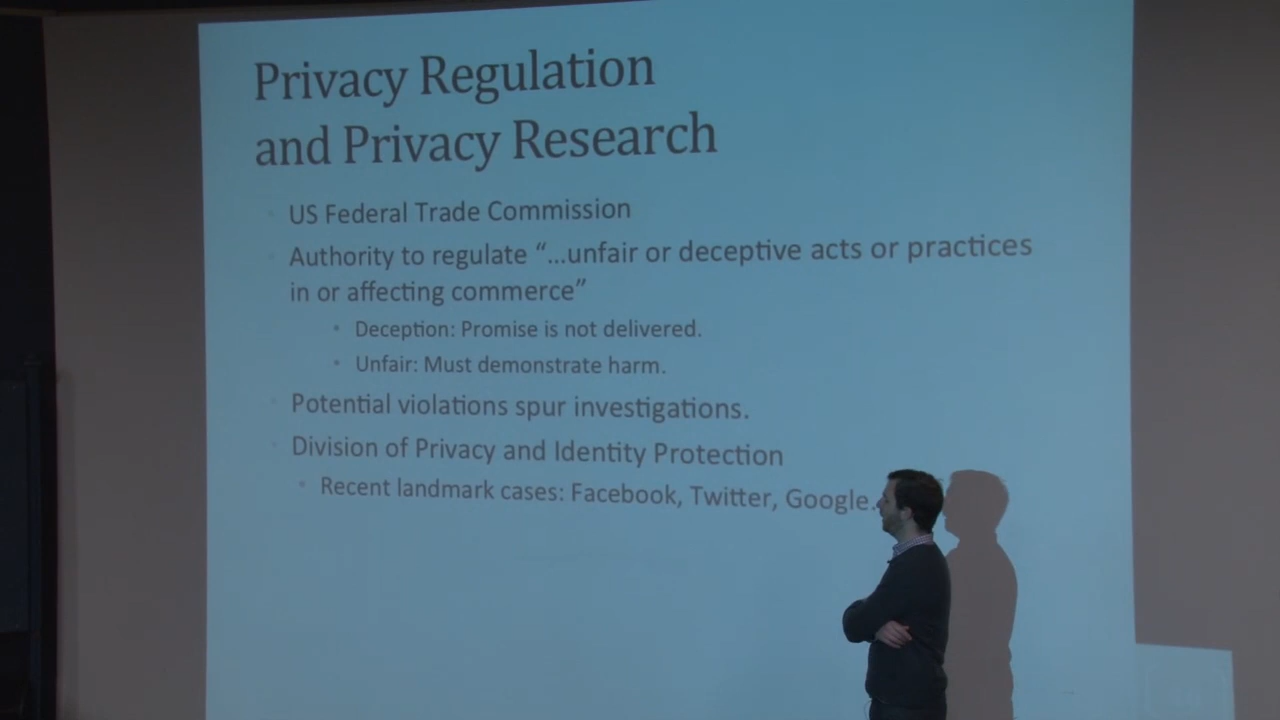 Privacy Regulation
and Privacy Research
US Federal Trade Commission
Authority to regulate “…unfair or deceptive acts or practices
in or affecting commerce”
• Deception: Promise is not delivered.
• Unfair: Must demonstrate harm.
Potential violations spur investigations.
Division of Privacy and Identity Protection
• Recent landmark cases: Facebook, Twitter, Google.